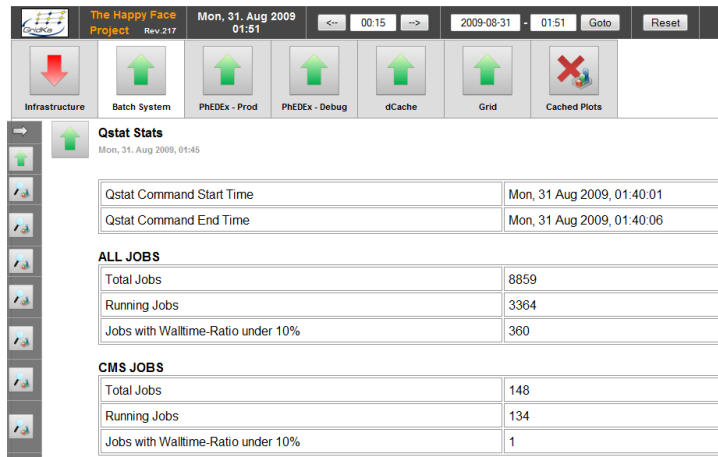 GridKa
The Happy Face
Project Rev.217
Mon, 31. Aug 2009
01:51
<-- 00:15 --> 2009-08-31 - 01:51 Goto Reset
Infrastructure Batch System PhEDEx - Prod PhEDEx - Debug dCache Grid Cached Plots
Qstat Stats
Mon, 31. Aug 2009, 01:45
Qstat Command Start Time Mon, 31 Aug 2009, 01:40:01
Qstat Command End Time Mon, 31 Aug 2009, 01:40:06
ALL JOBS
Total Jobs 8859
Running Jobs 3364
Jobs with Walltime-Ratio under 10% 360
CMS JOBS
Total Jobs 148
Running Jobs 134
Jobs with Walltime-Ratio under 10% 1